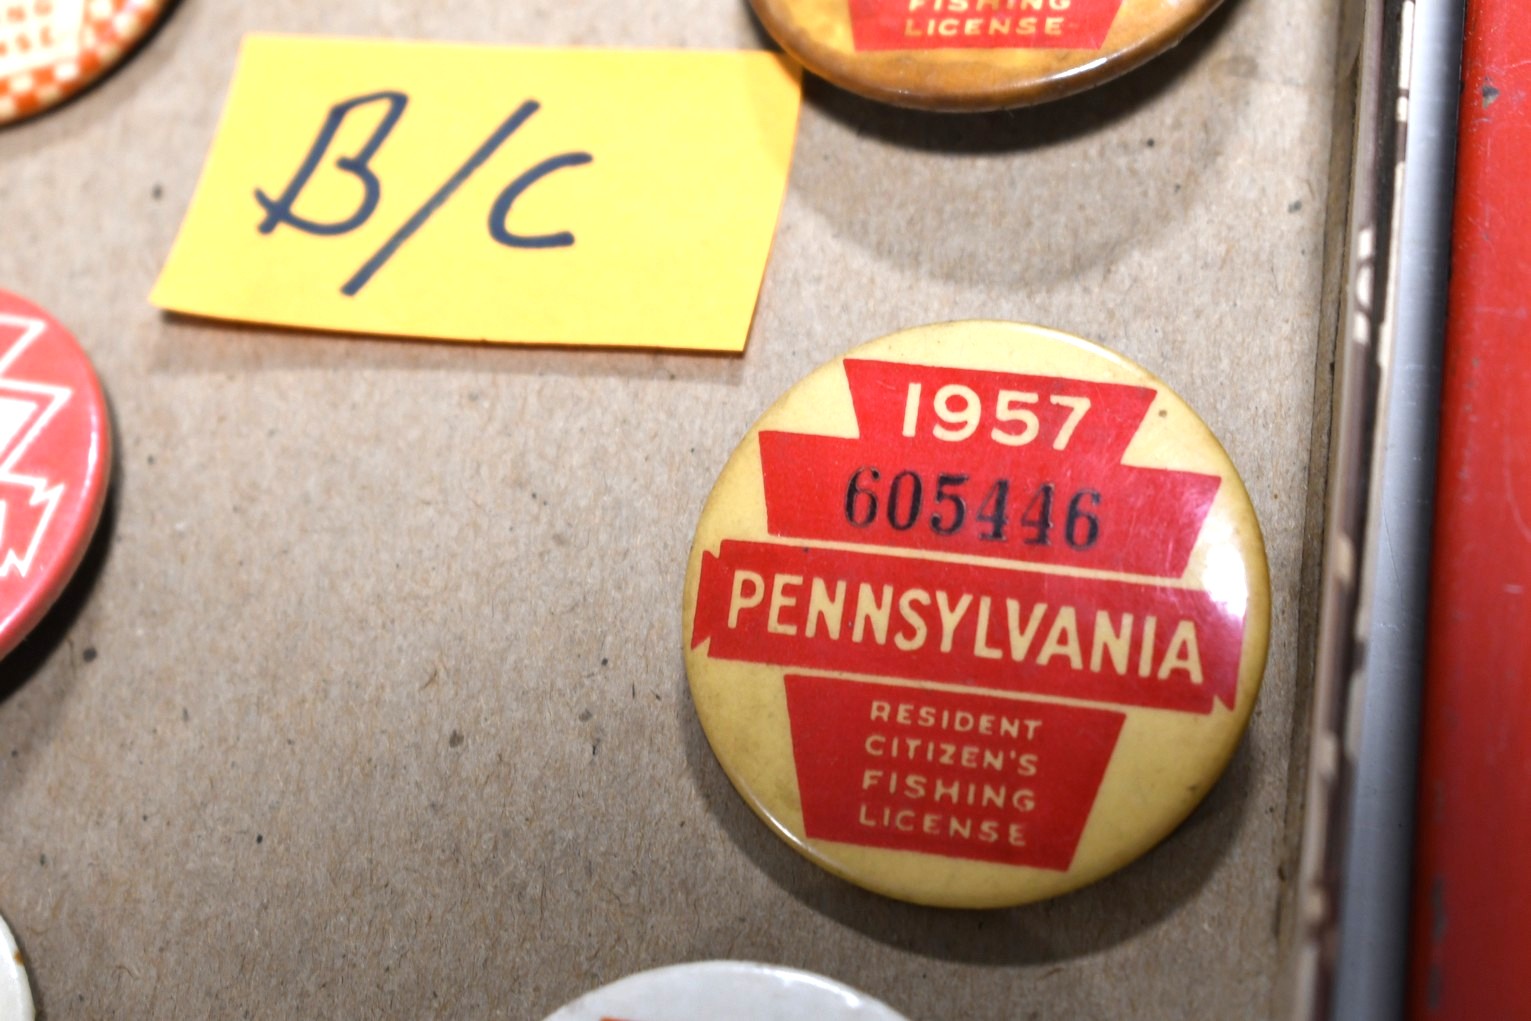 FISHING
LICENSE
B/C
1957
605446
PENNSYLVANIA
RESIDENT
CITIZEN'S
FISHING
LICENSE